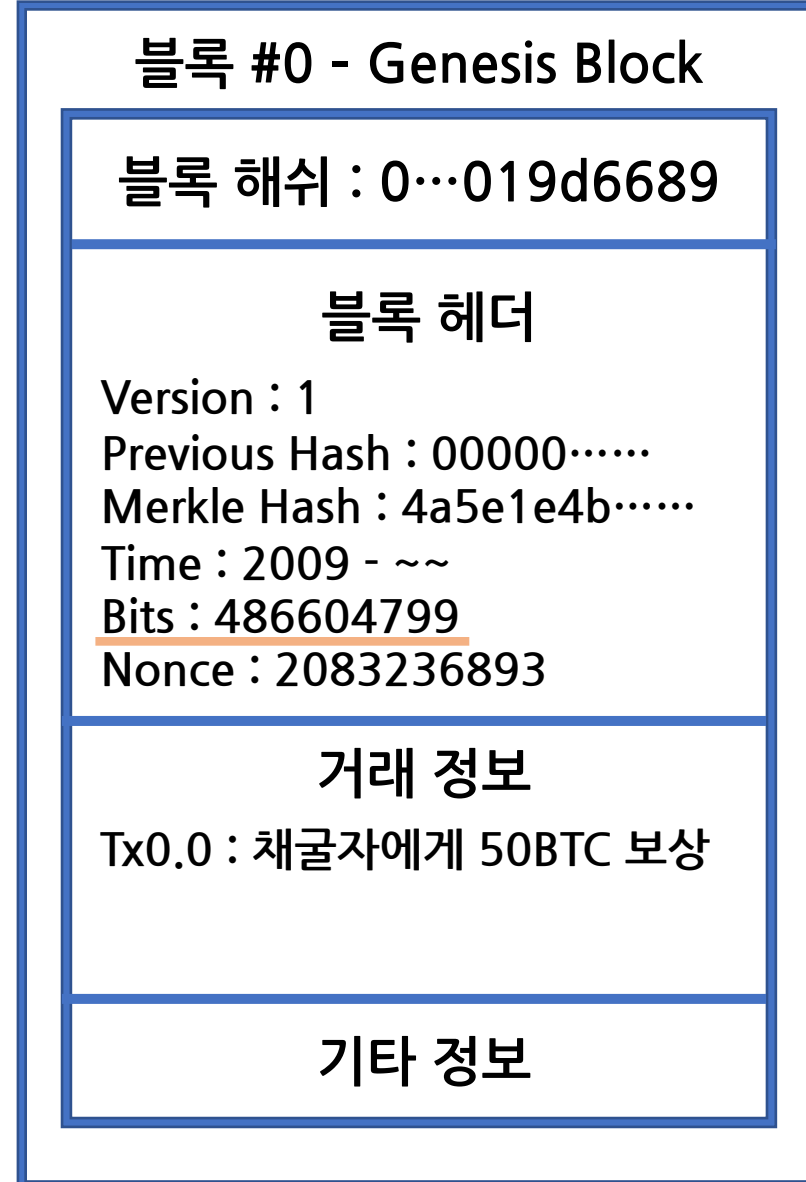 블록 #0 - Genesis Block
블록 해쉬 : 0⋯019d6689
블록 헤더
Version : 1
Previous Hash : 00000⋯⋯
Merkle Hash : 4a5e1e4b⋯⋯
Time : 2009 - ~~
Bits : 486604799
Nonce : 2083236893
거래 정보
Tx0.0 : 채굴자에게 50BTC 보상
기타 정보